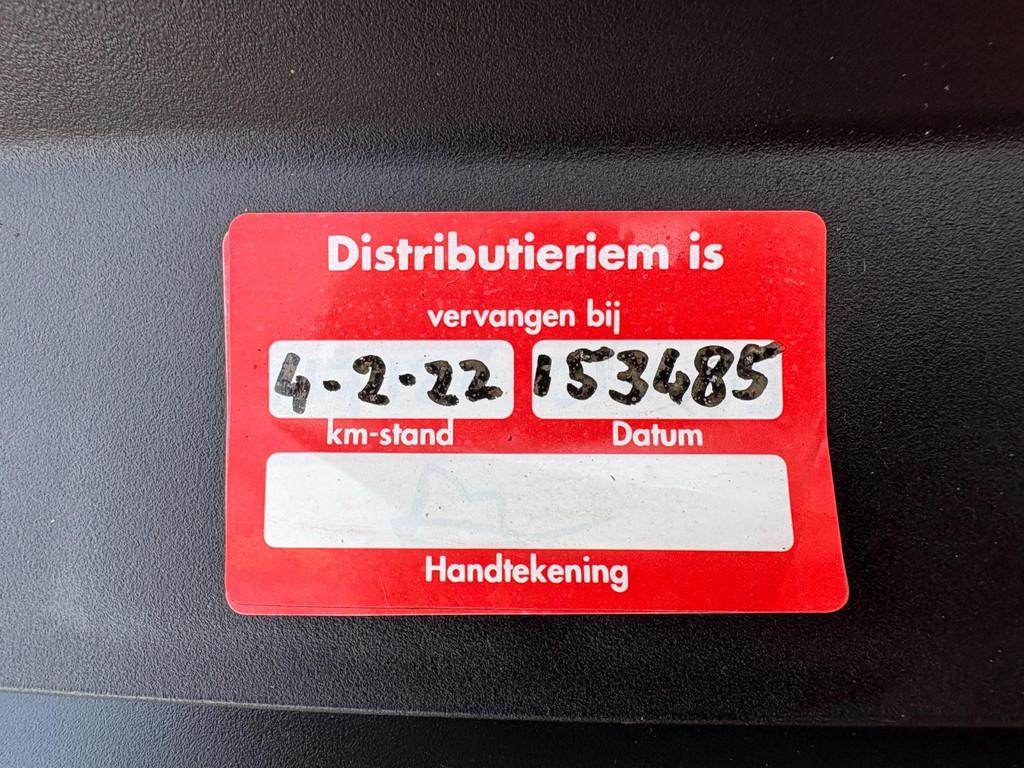 Distributieriem is
vervangen bij
4-2-22 153485
km-stand Datum
Handtekening